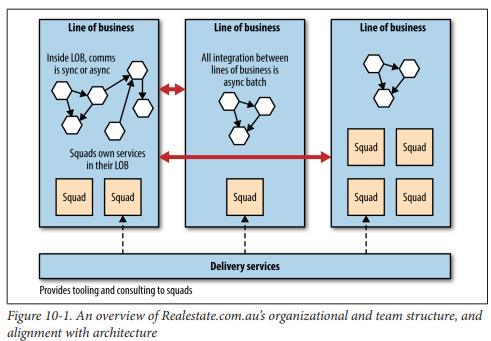 Line of business
Line of business
Line of business
Inside LOB, comms
is sync or async
All integration between
lines of business is
async batch
Squads own services
in their LOB
Squad
Squad
Squad
Squad
Squad
Squad
Squad
Delivery services
Provides tooling and consulting to squads
Figure 10-1. An overview of Realestate.com.au’s organizational and team structure, and
alignment with architecture